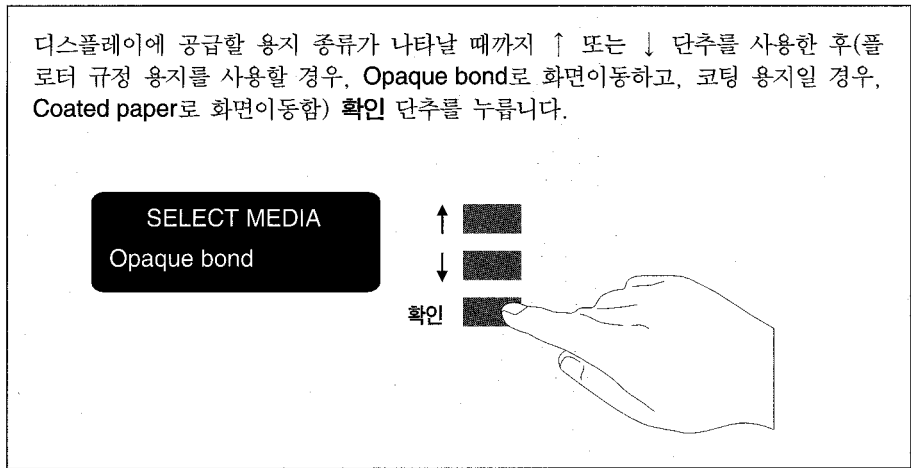 디스플레이에 공급할 용지 종류가 나타날 때까지 ↑ 또는 ↓ 단추를 사용한 후(플
로터 규정 용지를 사용할 경우, Opaque bond로 화면이동하고, 코팅 용지일 경우,
Coated paper로 화면이동함) 확인 단추를 누릅니다.
SELECT MEDIA
Opaque bond
↑
↓
확인